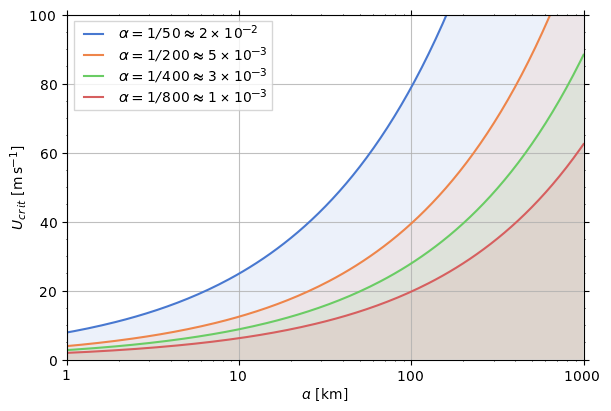 100
80
60
40
20
0
U_crit [m s⁻¹]
α = 1/50 ≈ 2 × 10⁻²
α = 1/200 ≈ 5 × 10⁻³
α = 1/400 ≈ 3 × 10⁻³
α = 1/800 ≈ 1 × 10⁻³
1 10 100 1000
α [km]